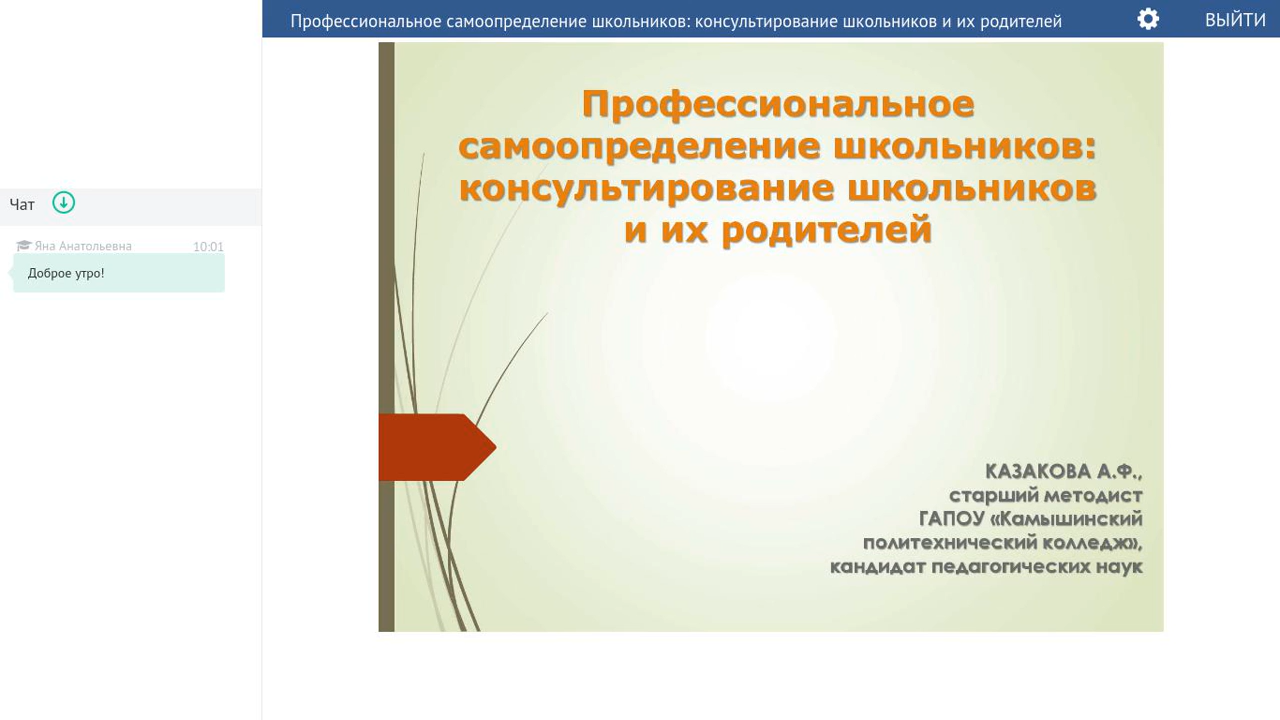 Профессиональное самоопределение школьников: консультирование школьников и их родителей
ВЫЙТИ
Чат
Яна Анатольевна 10:01
Доброе утро!
Профессиональное
самоопределение школьников:
консультирование школьников
и их родителей
КАЗАКОВА А.Ф.,
старший методист
ГАПОУ «Камышинский
политехнический колледж»,
кандидат педагогических наук